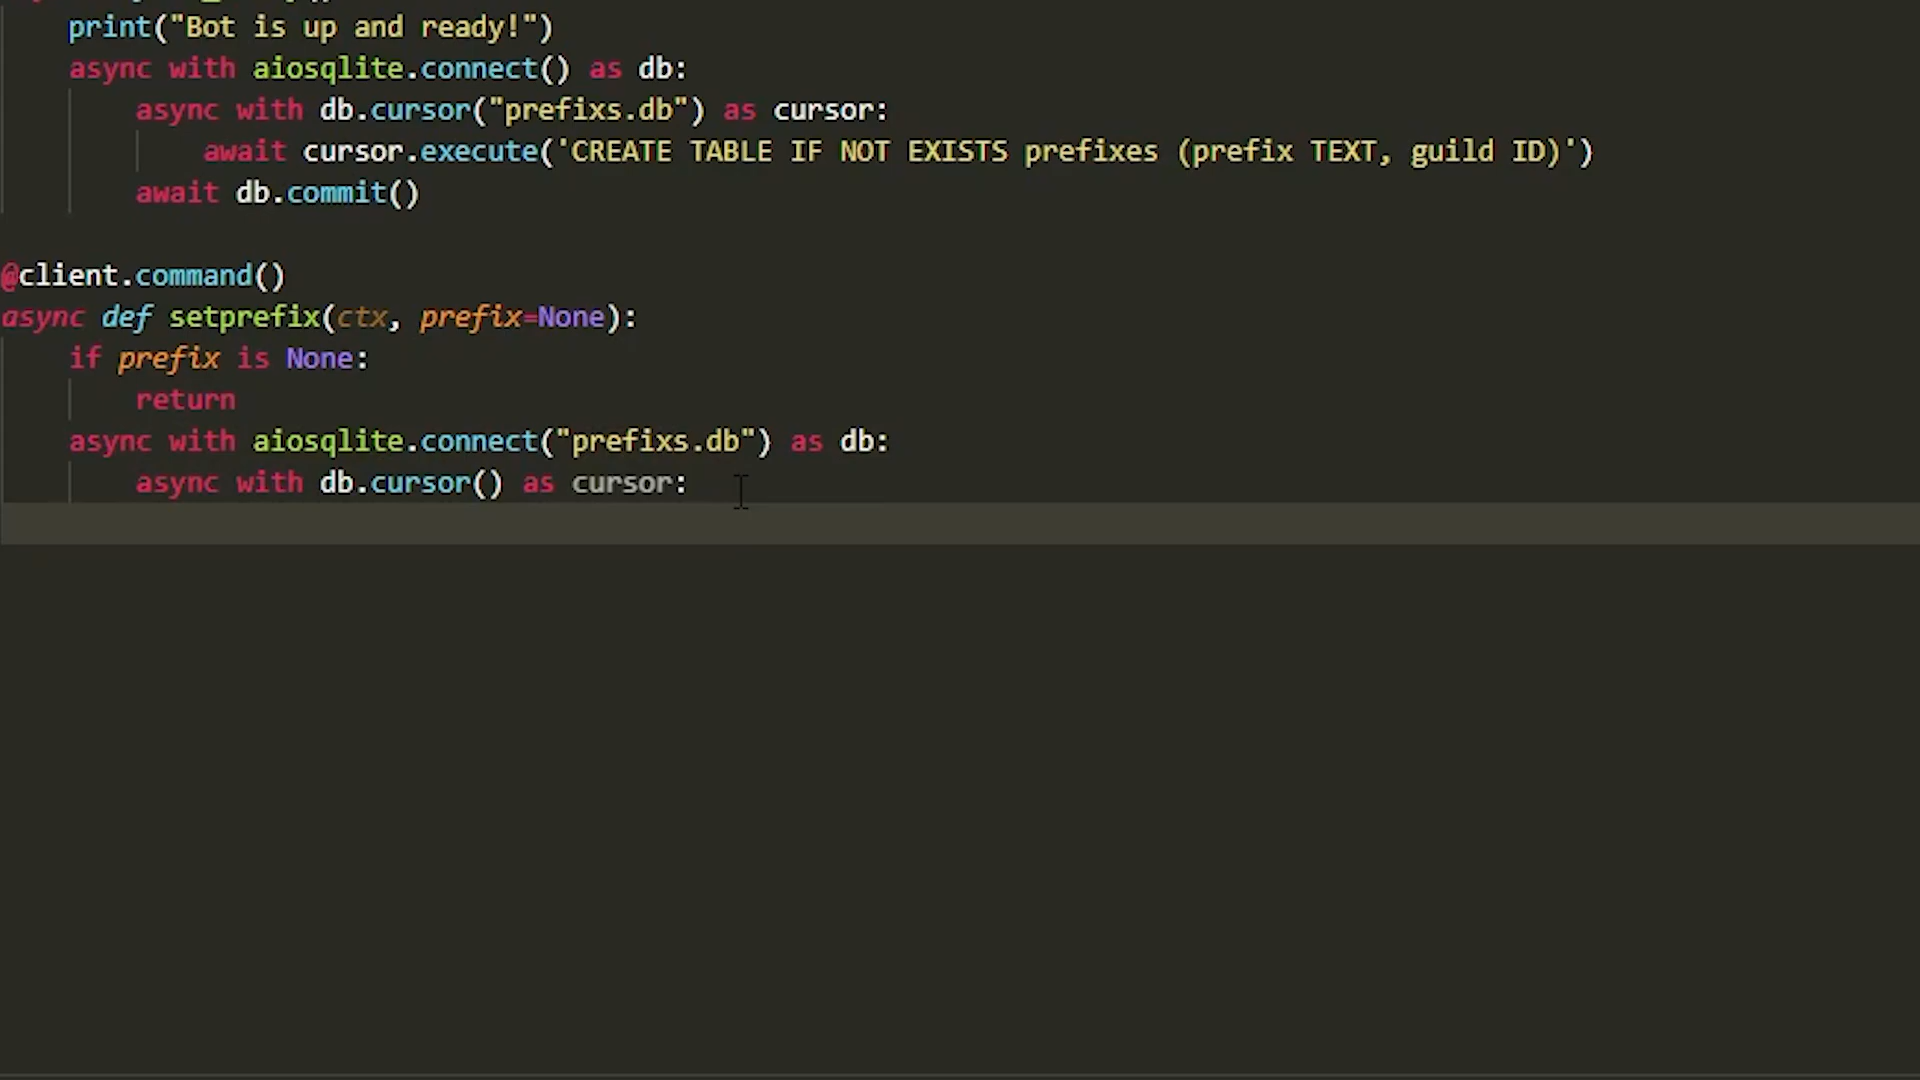 print("Bot is up and ready!")
async with aiosqlite.connect() as db:
async with db.cursor("prefixs.db") as cursor:
await cursor.execute('CREATE TABLE IF NOT EXISTS prefixes (prefix TEXT, guild ID)')
await db.commit()
@client.command()
async def setprefix(ctx, prefix=None):
if prefix is None:
return
async with aiosqlite.connect("prefixs.db") as db:
async with db.cursor() as cursor: